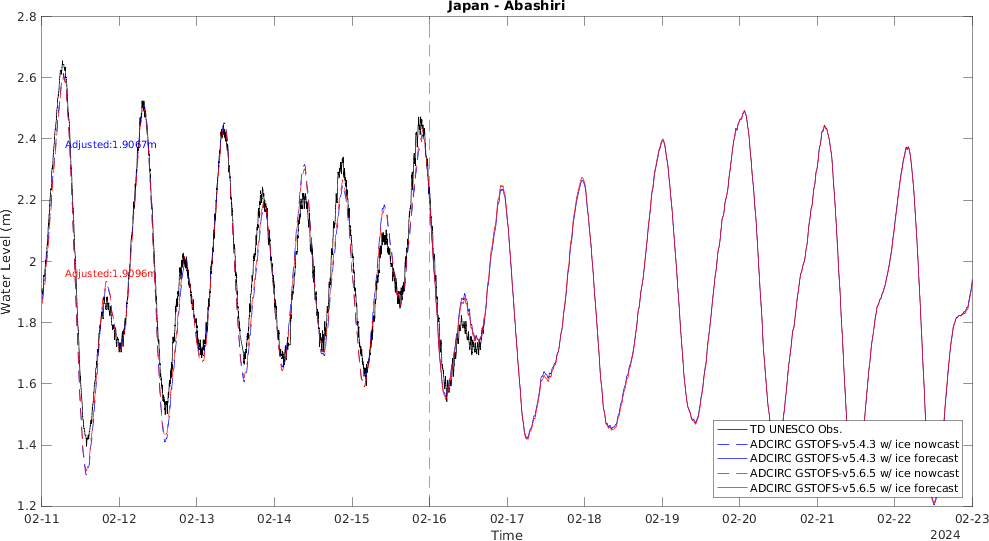 Japan - Abashiri
2.8
2.6
2.4
2.2
2
1.8
1.6
1.4
1.2
Water Level (m)
Adjusted:1.9067m
Adjusted:1.9096m
TD UNESCO Obs.
ADCIRC GSTOFS-v5.4.3 w/ ice nowcast
ADCIRC GSTOFS-v5.4.3 w/ ice forecast
ADCIRC GSTOFS-v5.6.5 w/ ice nowcast
ADCIRC GSTOFS-v5.6.5 w/ ice forecast
02-11 02-12 02-13 02-14 02-15 02-16 02-17 02-18 02-19 02-20 02-21 02-22 02-23
Time
2024